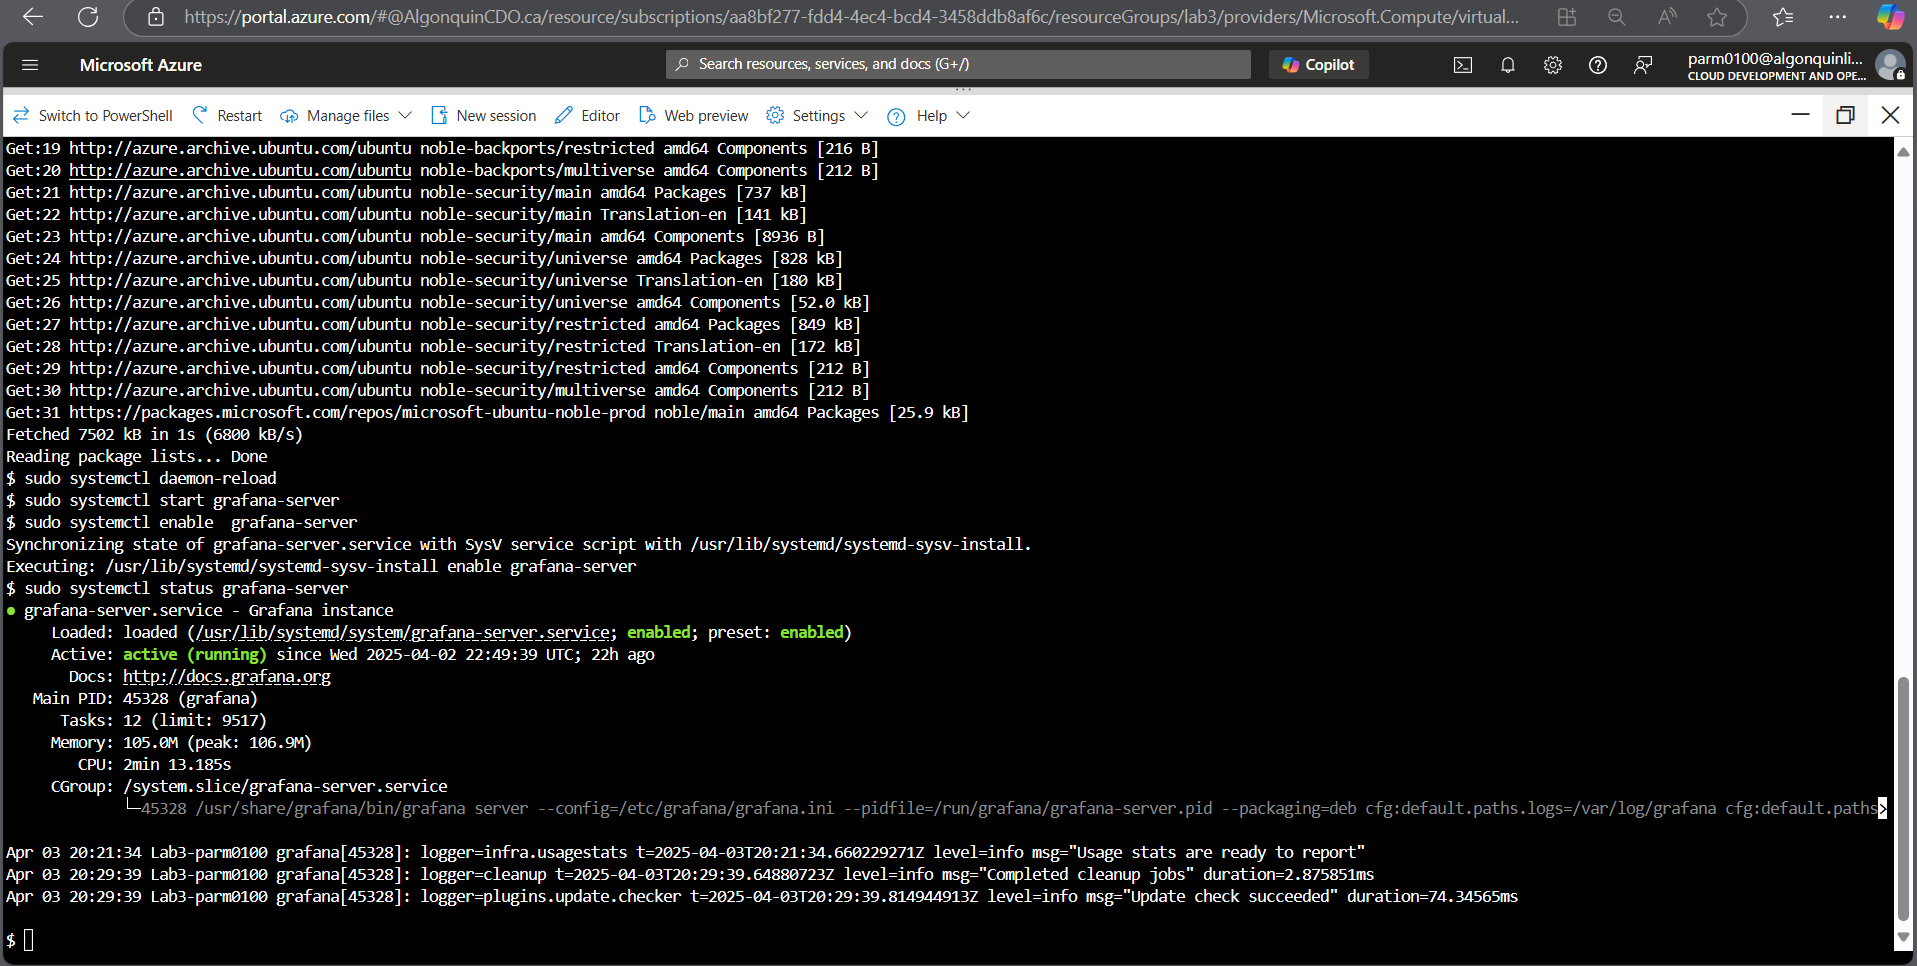 https://portal.azure.com/#@AlgonquinCDO.ca/resource/subscriptions/aa8bf277-fdd4-4ec4-bcd4-3458ddb8af6c/resourceGroups/lab3/providers/Microsoft.Compute/virtual...
Microsoft Azure
Search resources, services, and docs (G+/)
Copilot
parm0100@algonquinli...
CLOUD DEVELOPMENT AND OPE...
Switch to PowerShell Restart Manage files New session Editor Web preview Settings Help
Get:19 http://azure.archive.ubuntu.com/ubuntu noble-backports/restricted amd64 Components [216 B]
Get:20 http://azure.archive.ubuntu.com/ubuntu noble-backports/multiverse amd64 Components [212 B]
Get:21 http://azure.archive.ubuntu.com/ubuntu noble-security/main amd64 Packages [737 kB]
Get:22 http://azure.archive.ubuntu.com/ubuntu noble-security/main Translation-en [141 kB]
Get:23 http://azure.archive.ubuntu.com/ubuntu noble-security/main amd64 Components [8936 B]
Get:24 http://azure.archive.ubuntu.com/ubuntu noble-security/universe amd64 Packages [828 kB]
Get:25 http://azure.archive.ubuntu.com/ubuntu noble-security/universe Translation-en [180 kB]
Get:26 http://azure.archive.ubuntu.com/ubuntu noble-security/universe amd64 Components [52.0 kB]
Get:27 http://azure.archive.ubuntu.com/ubuntu noble-security/restricted amd64 Packages [849 kB]
Get:28 http://azure.archive.ubuntu.com/ubuntu noble-security/restricted Translation-en [172 kB]
Get:29 http://azure.archive.ubuntu.com/ubuntu noble-security/restricted amd64 Components [212 B]
Get:30 http://azure.archive.ubuntu.com/ubuntu noble-security/multiverse amd64 Components [212 B]
Get:31 https://packages.microsoft.com/repos/microsoft-ubuntu-noble-prod noble/main amd64 Packages [25.9 kB]
Fetched 7502 kB in 1s (6800 kB/s)
Reading package lists... Done
$ sudo systemctl daemon-reload
$ sudo systemctl start grafana-server
$ sudo systemctl enable  grafana-server
Synchronizing state of grafana-server.service with SysV service script with /usr/lib/systemd/systemd-sysv-install.
Executing: /usr/lib/systemd/systemd-sysv-install enable grafana-server
$ sudo systemctl status grafana-server
● grafana-server.service - Grafana instance
Loaded: loaded (/usr/lib/systemd/system/grafana-server.service; enabled; preset: enabled)
Active: active (running) since Wed 2025-04-02 22:49:39 UTC; 22h ago
Docs: http://docs.grafana.org
Main PID: 45328 (grafana)
Tasks: 12 (limit: 9517)
Memory: 105.0M (peak: 106.9M)
CPU: 2min 13.185s
CGroup: /system.slice/grafana-server.service
└─45328 /usr/share/grafana/bin/grafana server --config=/etc/grafana/grafana.ini --pidfile=/run/grafana/grafana-server.pid --packaging=deb cfg:default.paths.logs=/var/log/grafana cfg:default.paths>
Apr 03 20:21:34 Lab3-parm0100 grafana[45328]: logger=infra.usagestats t=2025-04-03T20:21:34.660229271Z level=info msg="Usage stats are ready to report"
Apr 03 20:29:39 Lab3-parm0100 grafana[45328]: logger=cleanup t=2025-04-03T20:29:39.64880723Z level=info msg="Completed cleanup jobs" duration=2.875851ms
Apr 03 20:29:39 Lab3-parm0100 grafana[45328]: logger=plugins.update.checker t=2025-04-03T20:29:39.814944913Z level=info msg="Update check succeeded" duration=74.34565ms
$